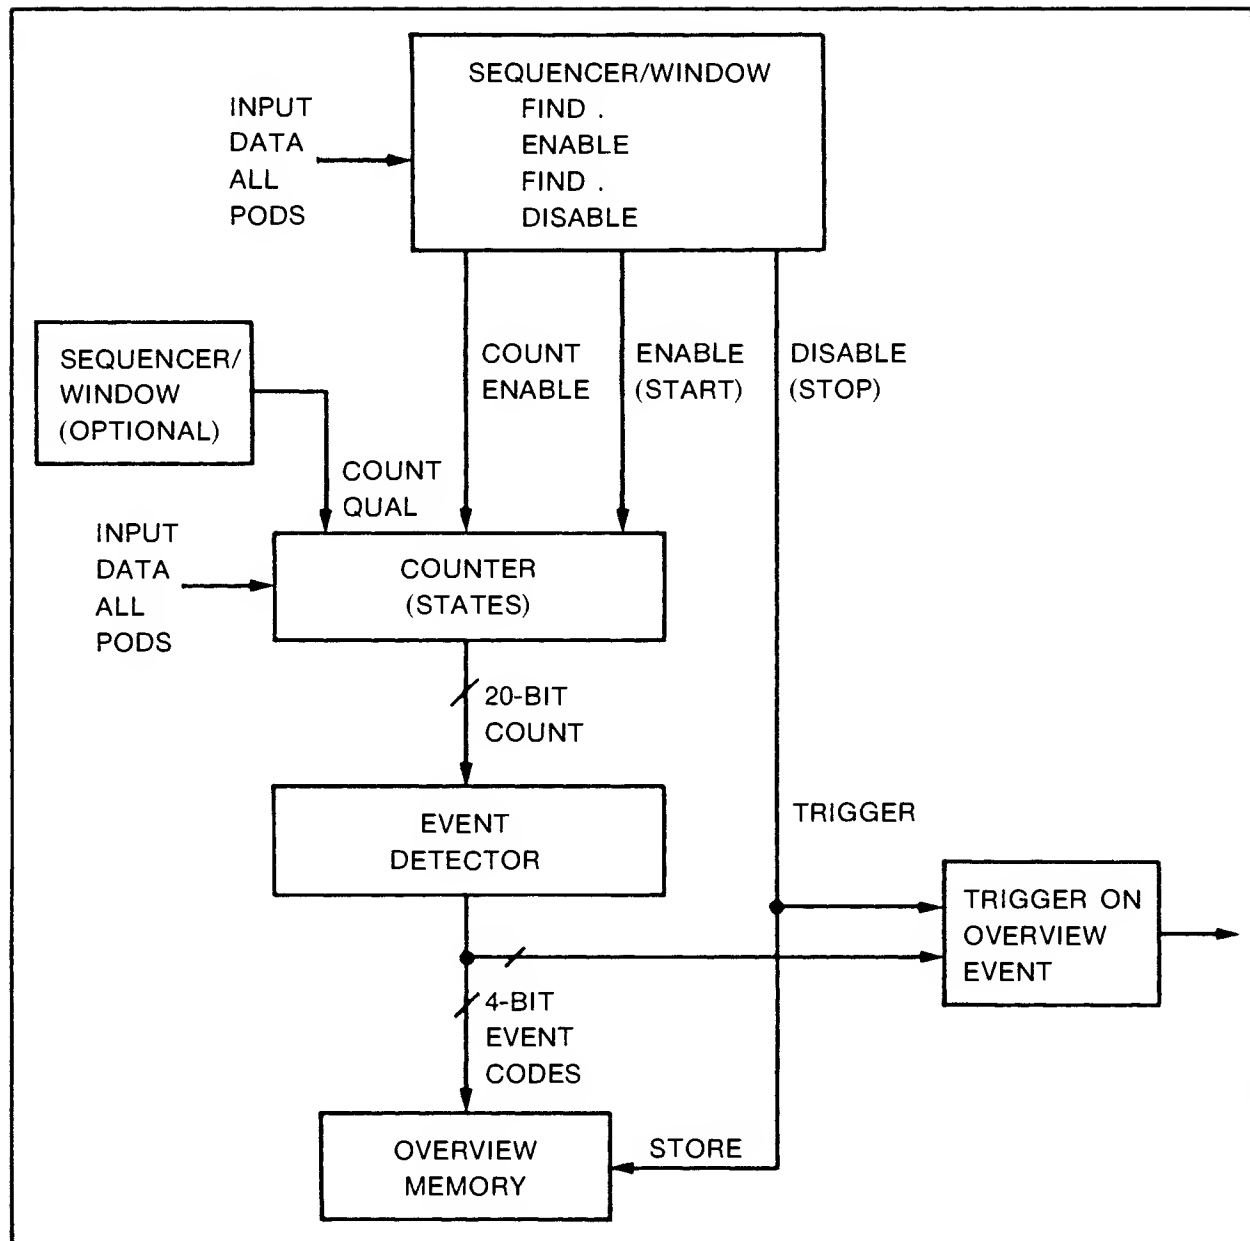 SEQUENCER/WINDOW
FIND .
ENABLE
FIND .
DISABLE
INPUT
DATA
ALL
PODS
SEQUENCER/
WINDOW
(OPTIONAL)
COUNT
ENABLE
ENABLE
(START)
DISABLE
(STOP)
COUNT
QUAL
INPUT
DATA
ALL
PODS
COUNTER
(STATES)
20-BIT
COUNT
EVENT
DETECTOR
TRIGGER
TRIGGER ON
OVERVIEW
EVENT
4-BIT
EVENT
CODES
OVERVIEW
MEMORY
STORE